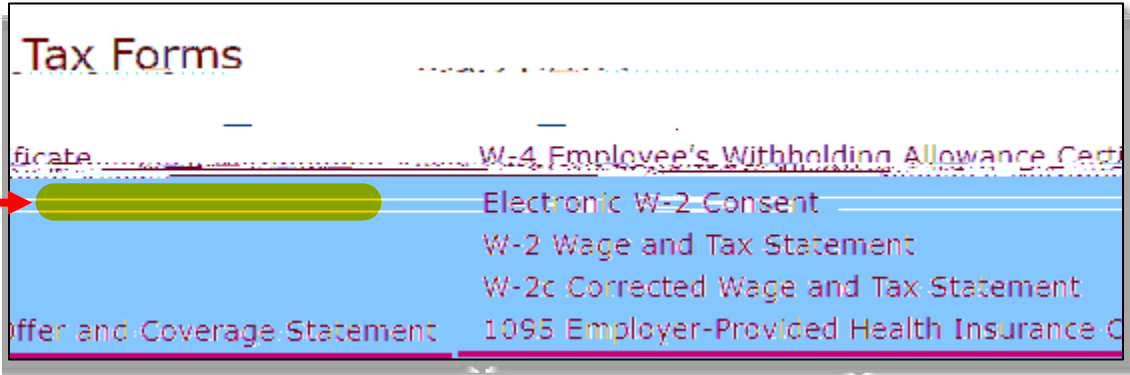 Tax Forms
ficate W-4 Employee's Withholding Allowance Certi
Electronic W-2 Consent
W-2 Wage and Tax Statement
W-2c Corrected Wage and Tax Statement
ffer and Coverage Statement 1095 Employer-Provided Health Insurance O